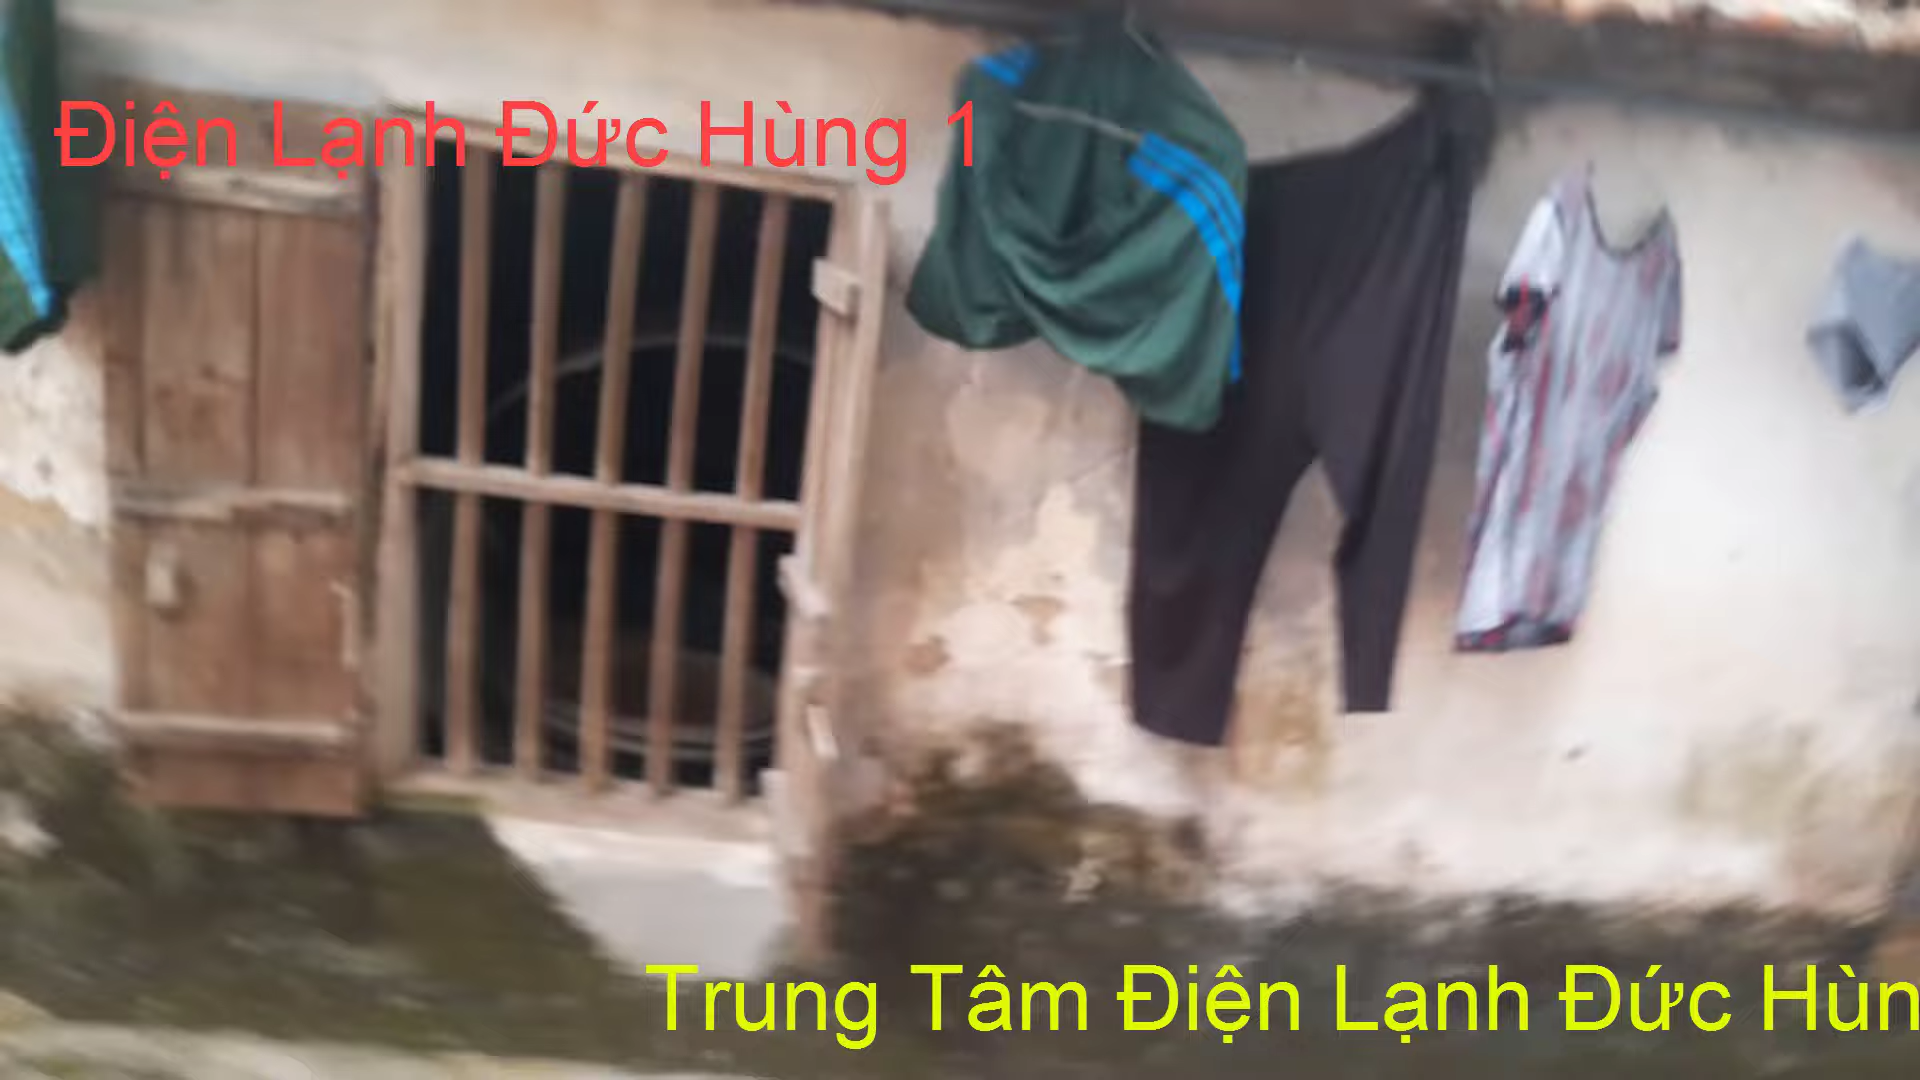 Điện Lạnh Đức Hùng 1
Trung Tâm Điện Lạnh Đức Hùn